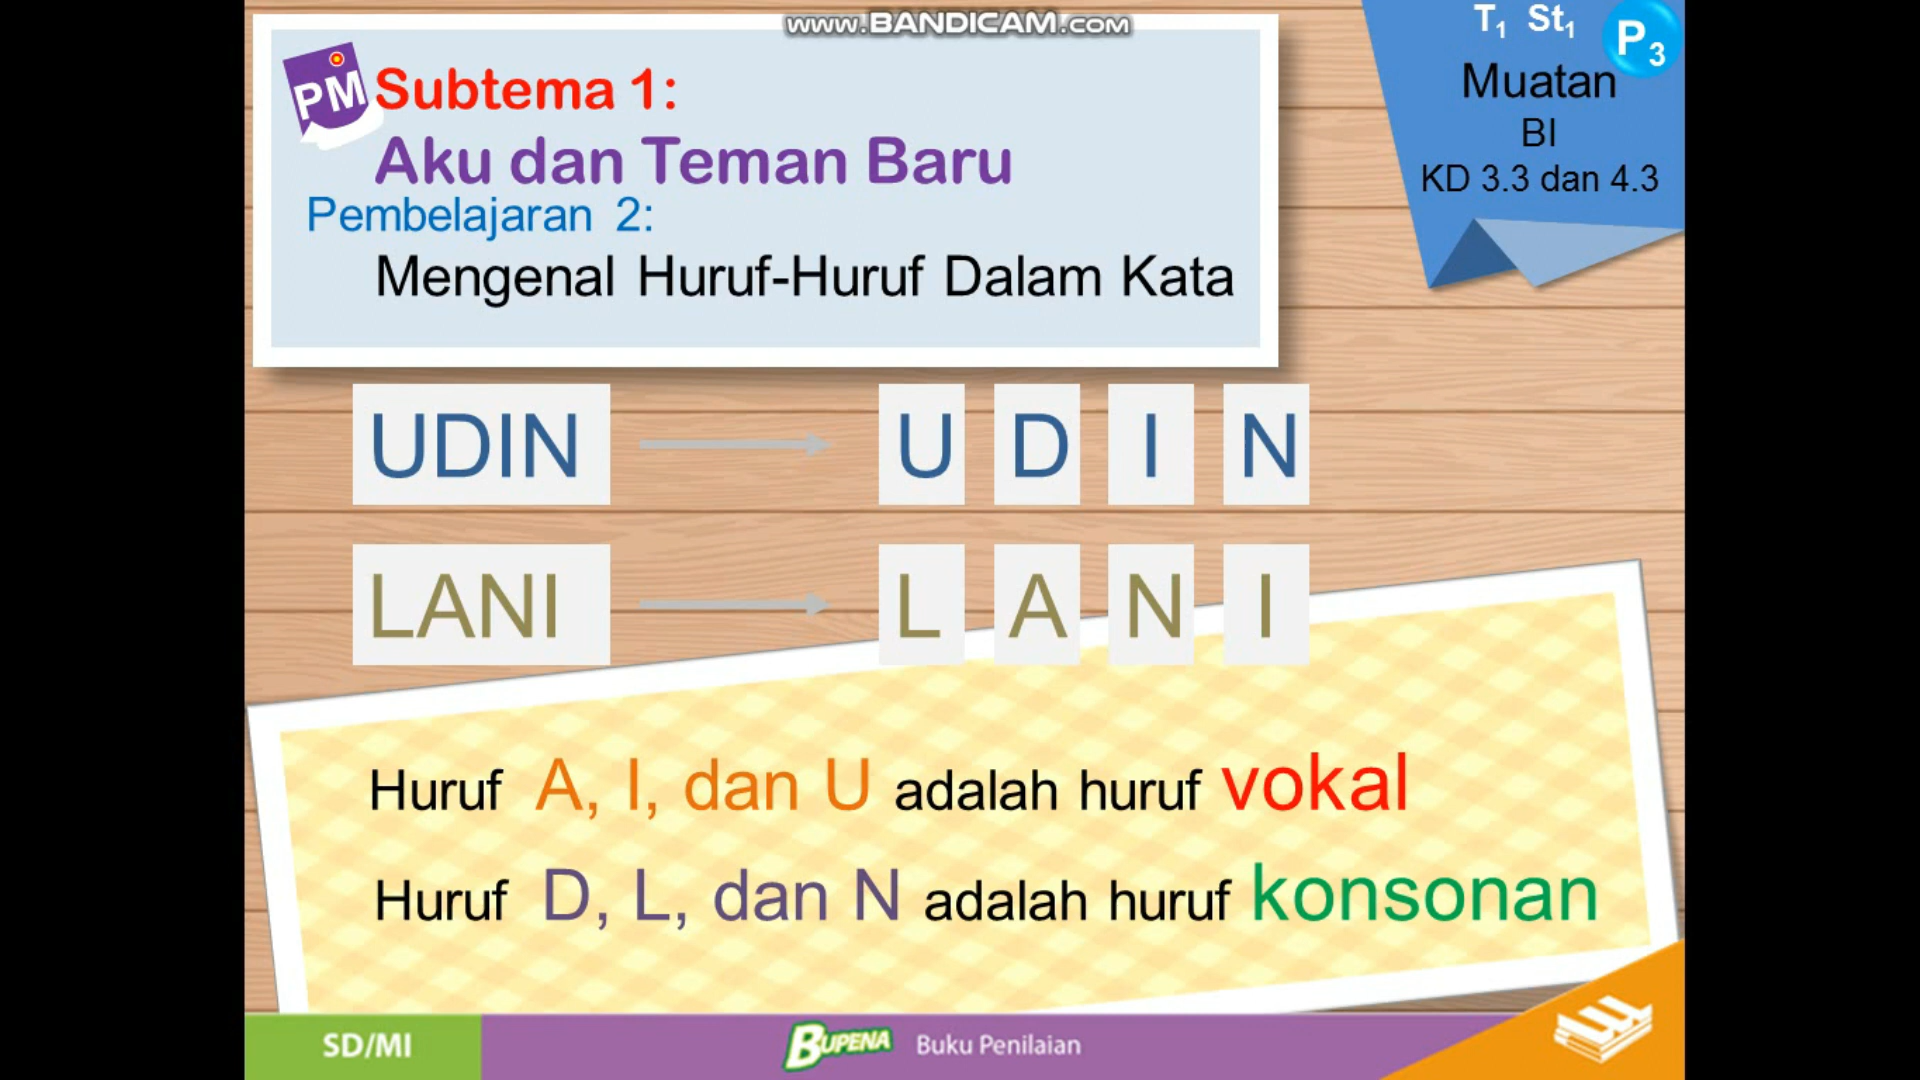 www.BANDICAM.com
T1 St1 P3
Muatan
BI
KD 3.3 dan 4.3
PM
Subtema 1:
Aku dan Teman Baru
Pembelajaran 2:
Mengenal Huruf-Huruf Dalam Kata
UDIN U D I N
LANI L A N I
Huruf A, I, dan U adalah huruf vokal
Huruf D, L, dan N adalah huruf konsonan
SD/MI BUPENA Buku Penilaian